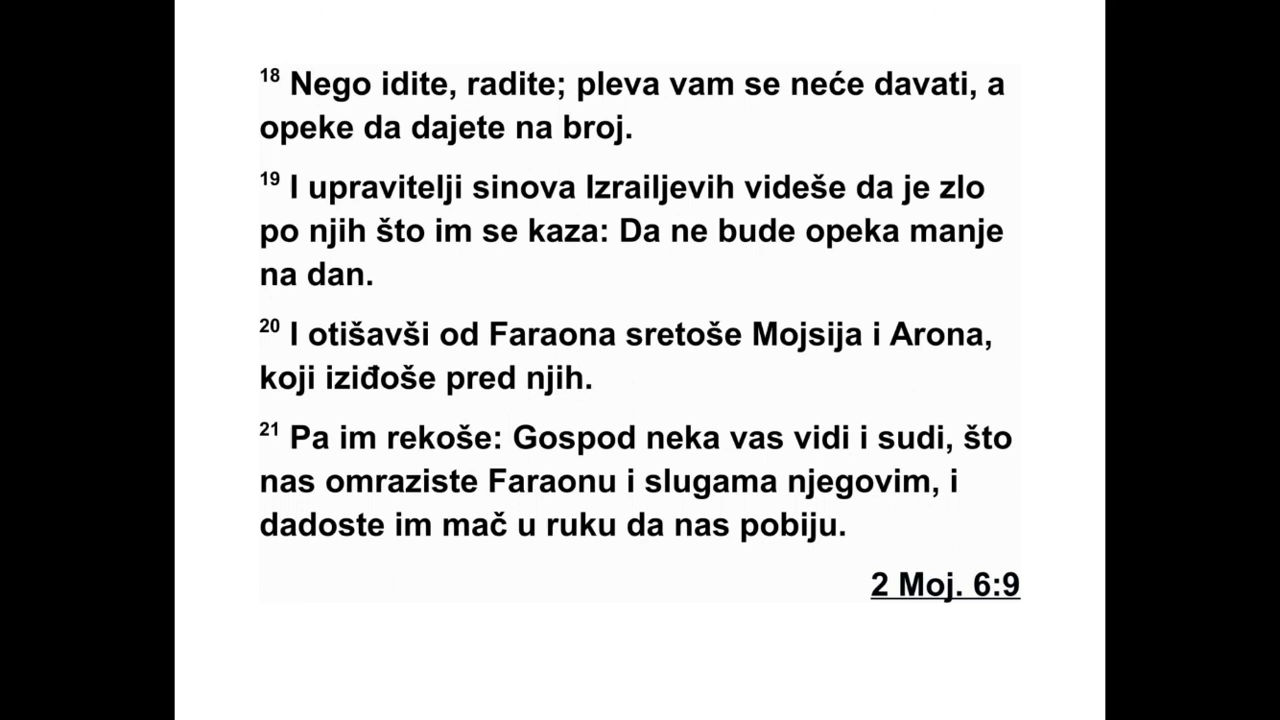 18 Nego idite, radite; pleva vam se neće davati, a
opeke da dajete na broj.
19 I upravitelji sinova Izrailjevih videše da je zlo
po njih što im se kaza: Da ne bude opeka manje
na dan.
20 I otišavši od Faraona sretoše Mojsija i Arona,
koji iziđoše pred njih.
21 Pa im rekoše: Gospod neka vas vidi i sudi, što
nas omraziste Faraonu i slugama njegovim, i
dadoste im mač u ruku da nas pobiju.
2 Moj. 6:9